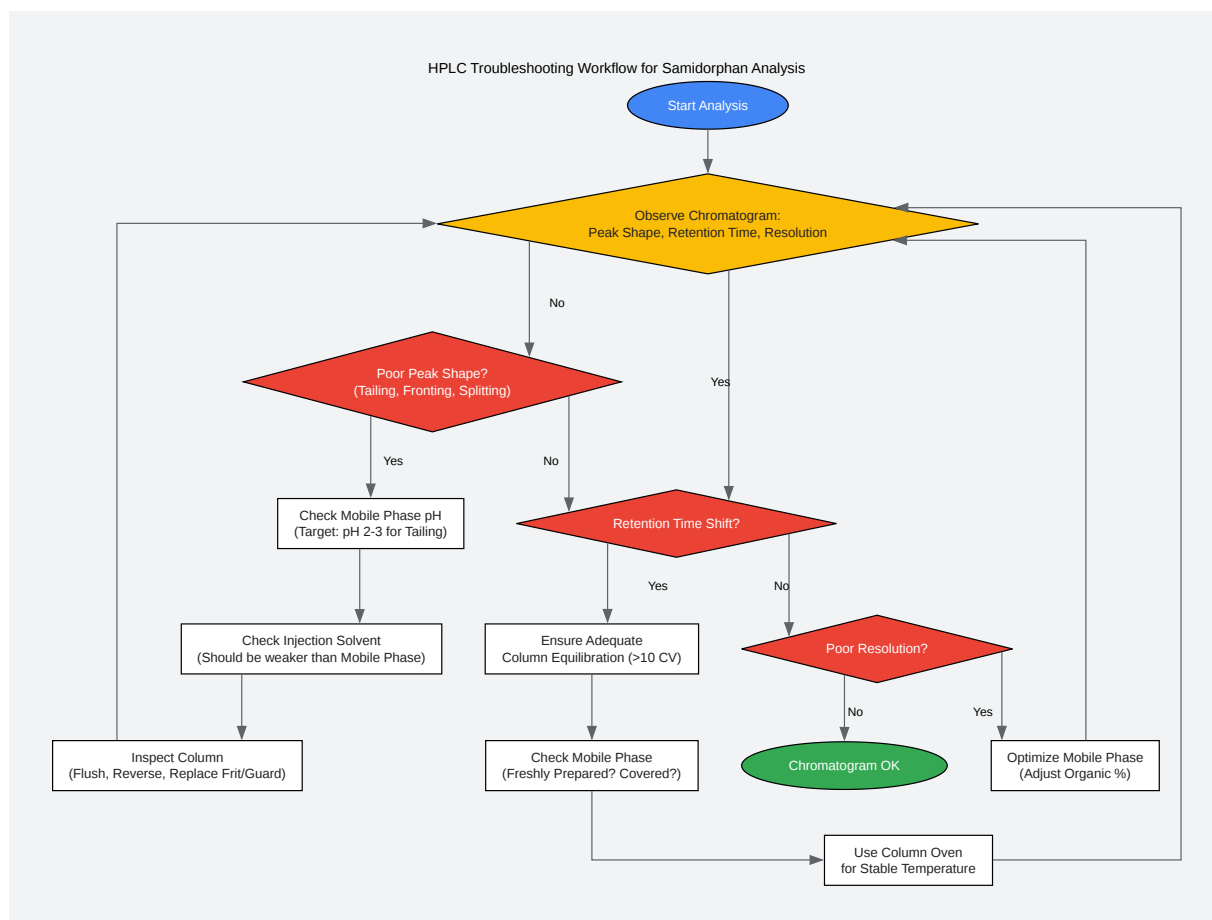 HPLC Troubleshooting Workflow for Samidorphan Analysis
Start Analysis
Observe Chromatogram:
Peak Shape, Retention Time, Resolution
No
Poor Peak Shape?
(Tailing, Fronting, Splitting)
Yes
Yes
No
Check Mobile Phase pH
(Target: pH 2-3 for Tailing)
Retention Time Shift?
Yes
No
Check Injection Solvent
(Should be weaker than Mobile Phase)
Ensure Adequate
Column Equilibration (>10 CV)
Poor Resolution?
No
Yes
Inspect Column
(Flush, Reverse, Replace Frit/Guard)
Check Mobile Phase
(Freshly Prepared? Covered?)
Chromatogram OK
Optimize Mobile Phase
(Adjust Organic %)
Use Column Oven
for Stable Temperature